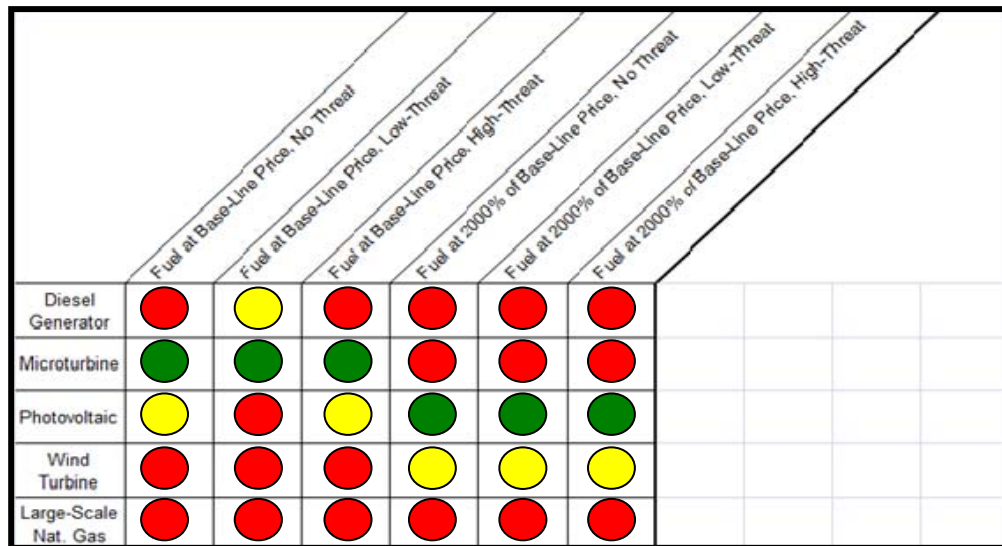 Fuel at Base-Line Price, No Threat
Fuel at Base-Line Price, Low-Threat
Fuel at Base-Line Price, High-Threat
Fuel at 2000% of Base-Line Price, No Threat
Fuel at 2000% of Base-Line Price, Low-Threat
Fuel at 2000% of Base-Line Price, High-Threat
Diesel
Generator
Microturbine
Photovoltaic
Wind
Turbine
Large-Scale
Nat. Gas